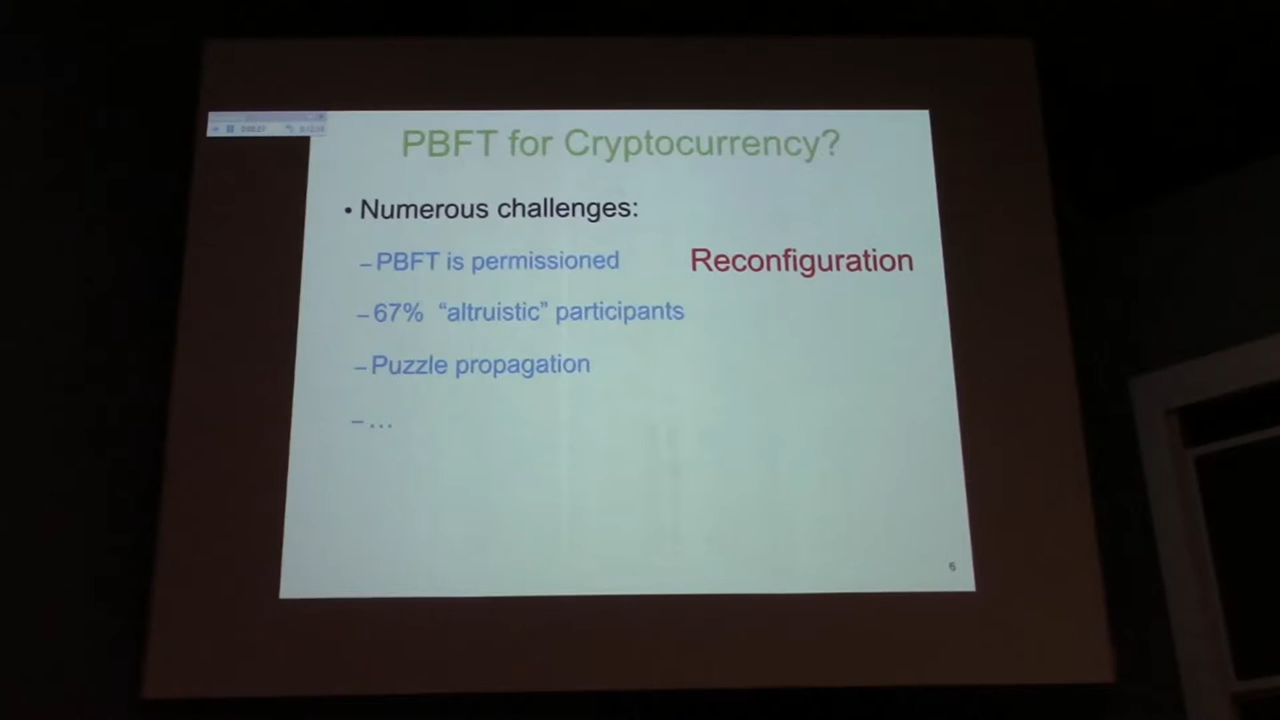 PBFT for Cryptocurrency?
• Numerous challenges:
– PBFT is permissioned Reconfiguration
– 67% “altruistic” participants
– Puzzle propagation
– …
6